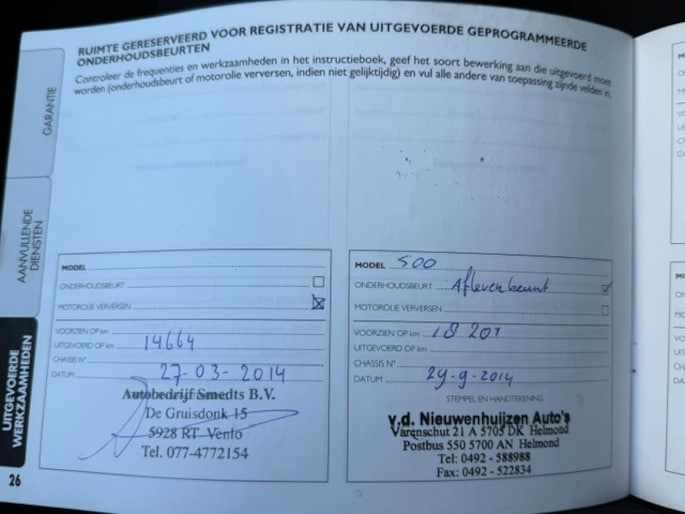 RUIMTE GERESERVEERD VOOR REGISTRATIE VAN UITGEVOERDE GEPROGRAMMEERDE
ONDERHOUDSBEURTEN
Controleer de frequenties en werkzaamheden in het instructieboek, geef het soort bewerking aan die uitgevoerd moet
worden (onderhoudsbeurt of motorolie verversen, indien niet gelijktijdig) en vul alle andere van toepassing zijnde velden in.
GARANTIE
AANVULLENDE
DIENSTEN
UITGEVOERDE
WERKZAAMHEDEN
26
MODEL
ONDERHOUDSBEURT
MOTOROLIE VERVERSEN
VOORZIEN OP km
UITGEVOERD OP km 14664
CHASSIS N°
DATUM 27-03-2014
Autobedrijf Smedts B.V.
De Gruisdonk 15
5928 RT Venlo
Tel. 077-4772154
MODEL 500
ONDERHOUDSBEURT Afleverbeurt
MOTOROLIE VERVERSEN
VOORZIEN OP km 18 201
UITGEVOERD OP km
CHASSIS N°
DATUM 29-9-2014
STEMPEL EN HANDTEKENING
v.d. Nieuwenhuijzen Auto's
Varenschut 21 A 5705 DK Helmond
Postbus 550 5700 AN Helmond
Tel: 0492 - 588988
Fax: 0492 - 522834